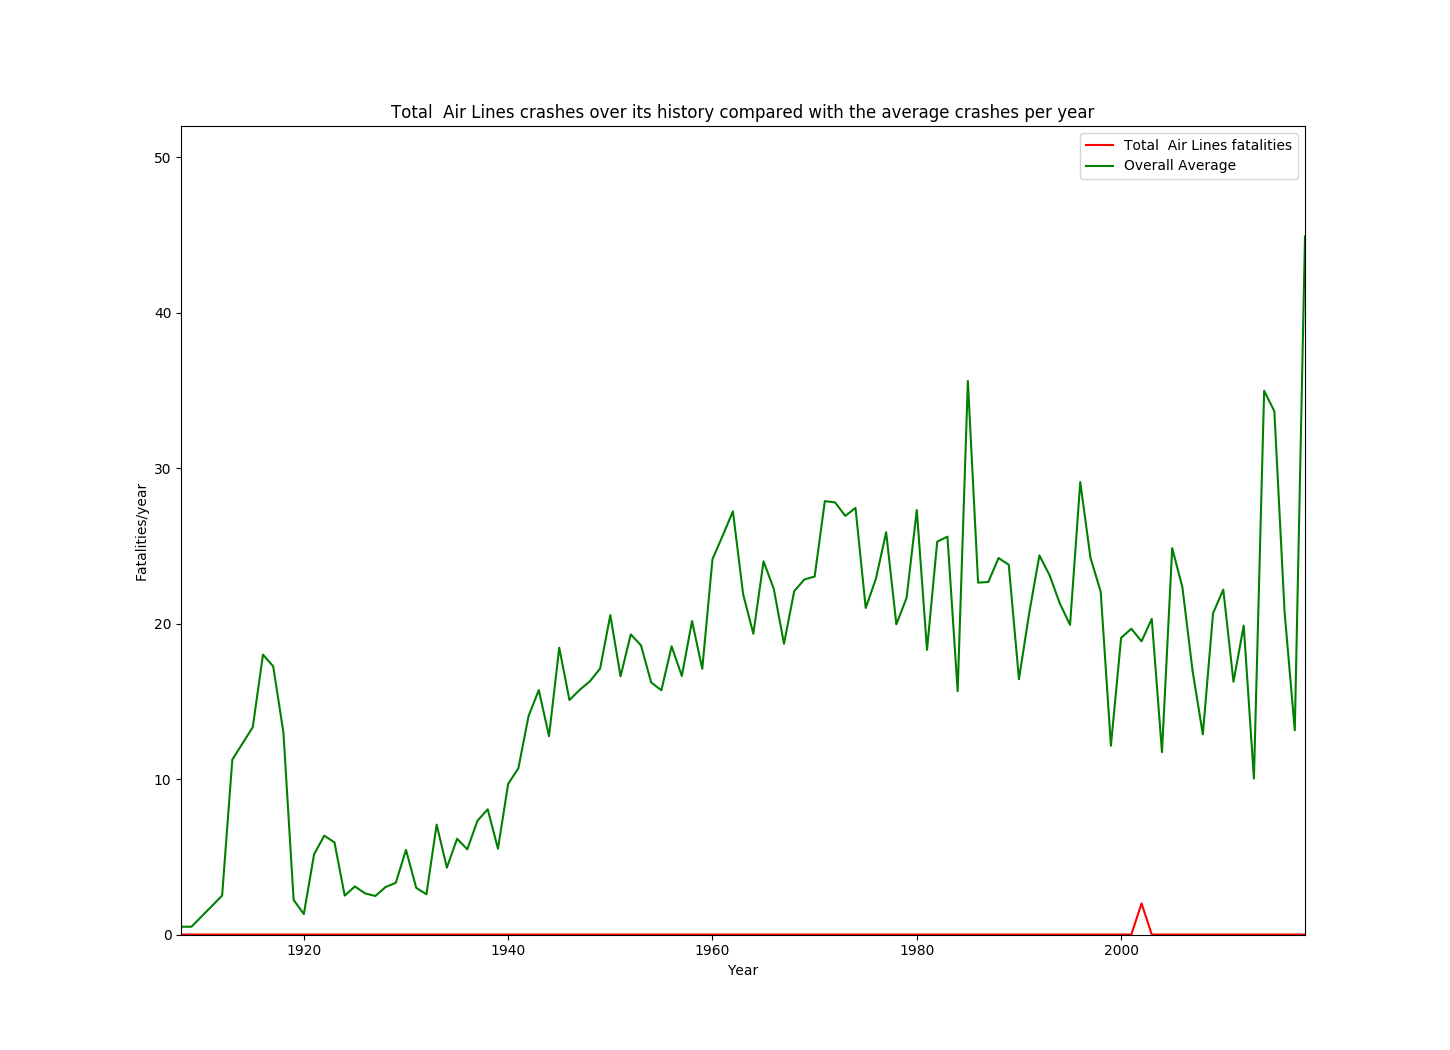 Total  Air Lines crashes over its history compared with the average crashes per year
Total  Air Lines fatalities
Overall Average
50
40
30
20
10
0
Fatalities/year
1920 1940 1960 1980 2000
Year